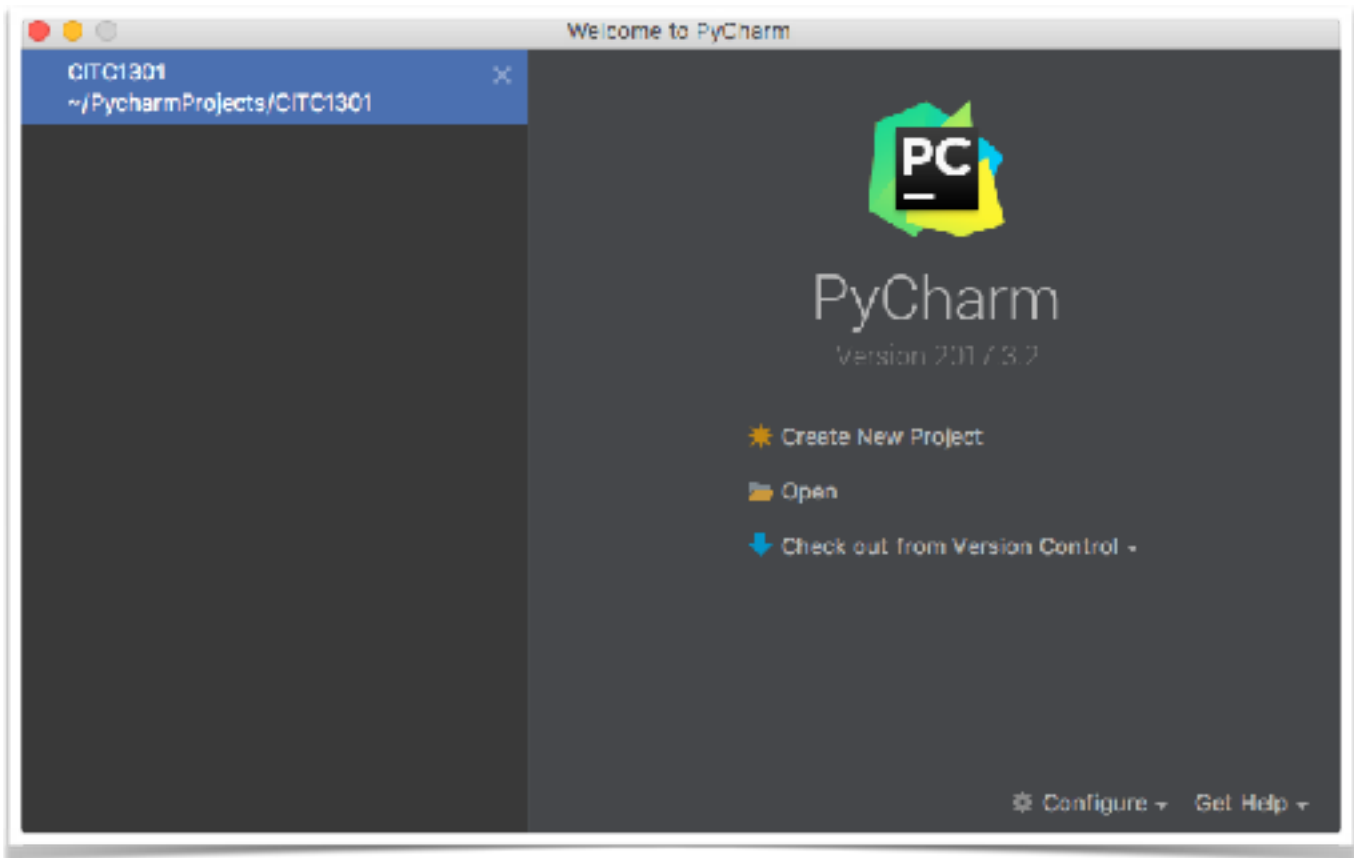 Welcome to PyCharm
CITC1301
~/PycharmProjects/CITC1301
PC
PyCharm
Version 2017.3.2
Create New Project
Open
Check out from Version Control
Configure
Get Help